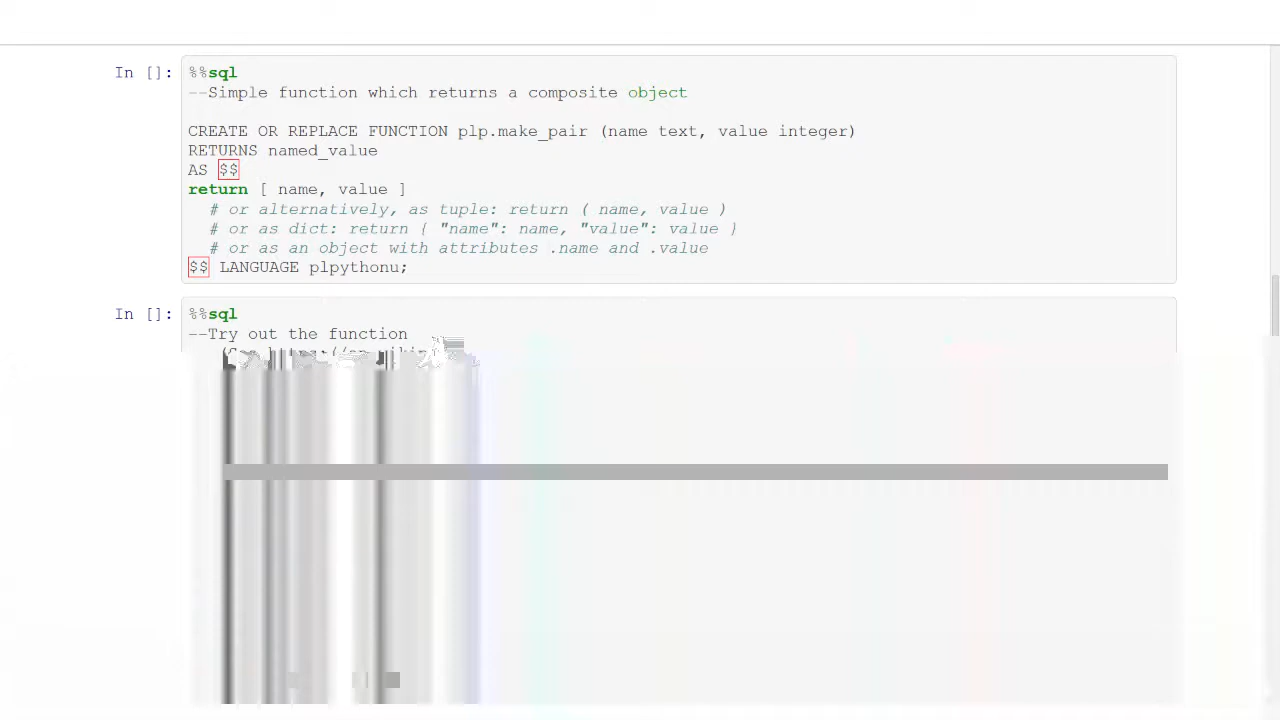 In []:
%%sql
--Simple function which returns a composite object
CREATE OR REPLACE FUNCTION plp.make_pair (name text, value integer)
RETURNS named_value
AS $$
return [ name, value ]
# or alternatively, as tuple: return ( name, value )
# or as dict: return { "name": name, "value": value }
# or as an object with attributes .name and .value
$$ LANGUAGE plpythonu;
In []:
%%sql
--Try out the function